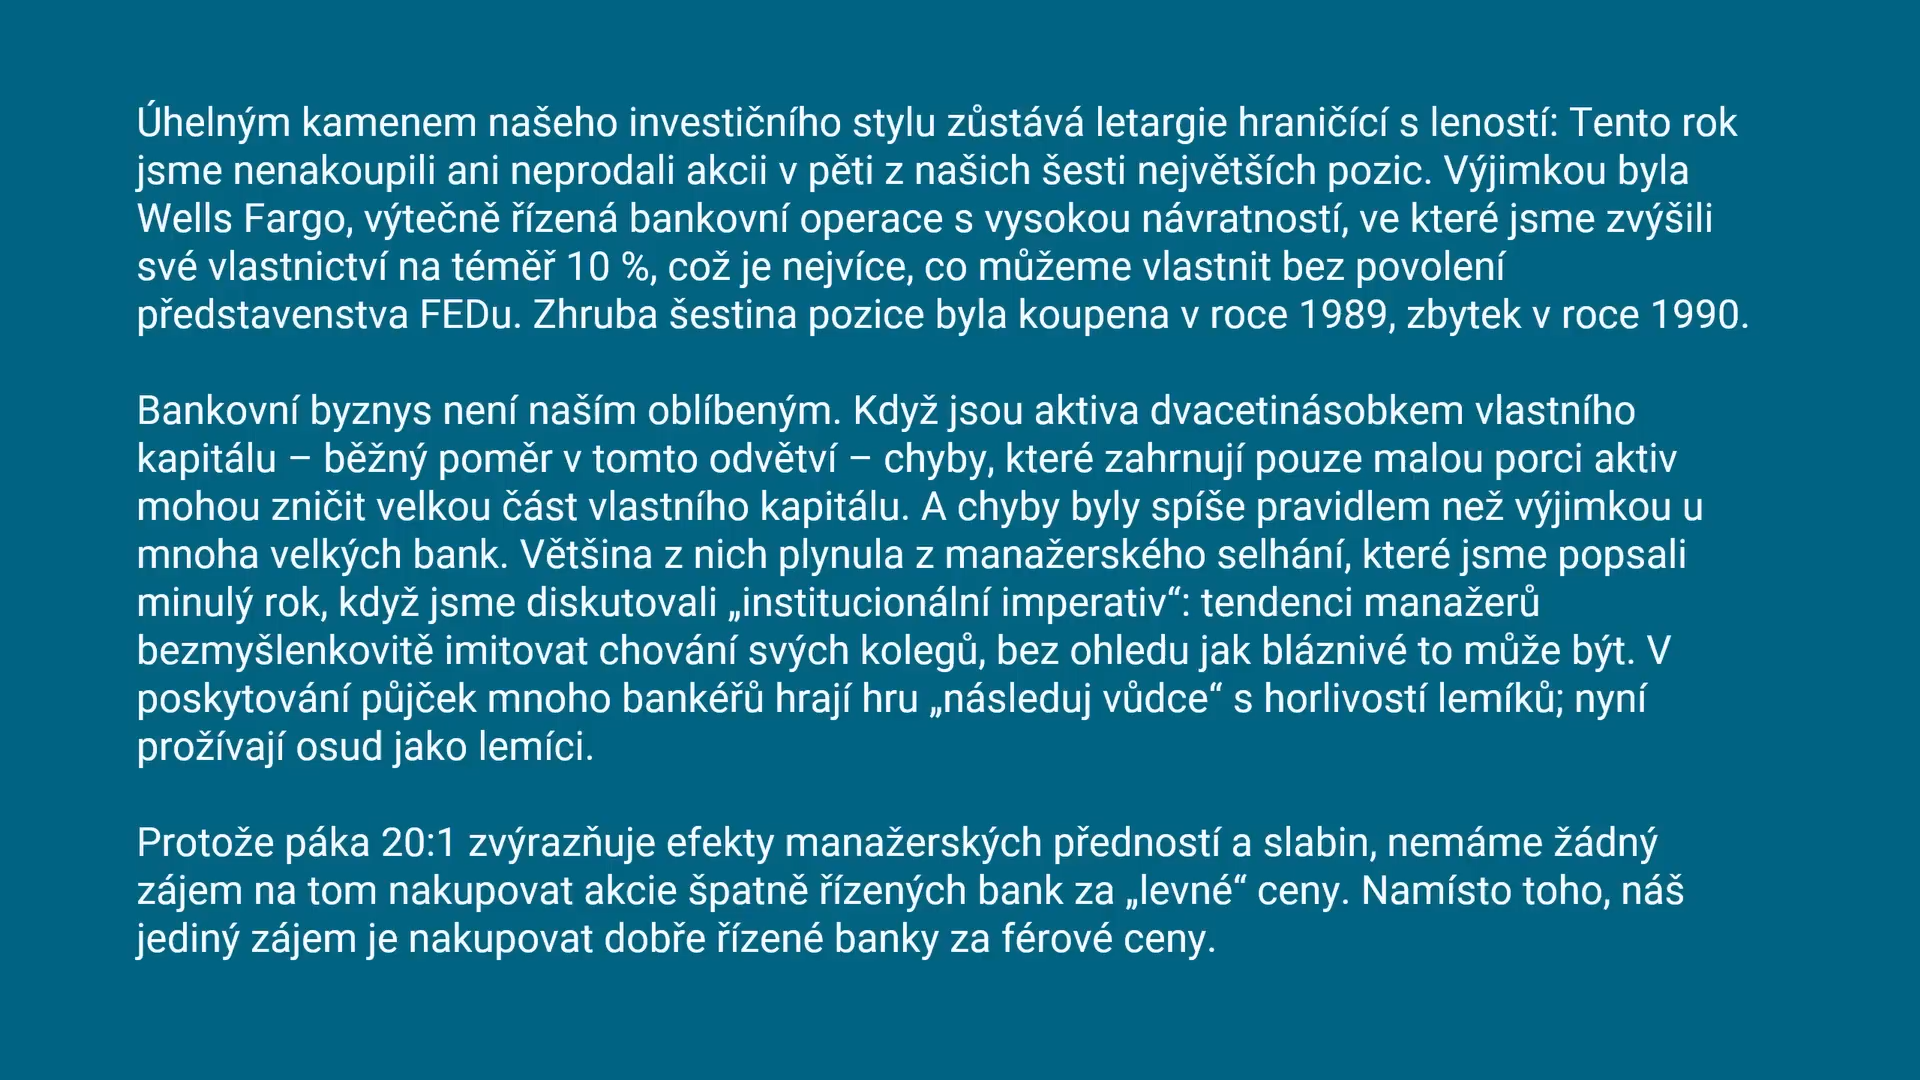 Úhelným kamenem našeho investičního stylu zůstává letargie hraničící s leností: Tento rok
jsme nenakoupili ani neprodali akcii v pěti z našich šesti největších pozic. Výjimkou byla
Wells Fargo, výtečně řízená bankovní operace s vysokou návratností, ve které jsme zvýšili
své vlastnictví na téměř 10 %, což je nejvíce, co můžeme vlastnit bez povolení
představenstva FEDu. Zhruba šestina pozice byla koupena v roce 1989, zbytek v roce 1990.
Bankovní byznys není naším oblíbeným. Když jsou aktiva dvacetinásobkem vlastního
kapitálu – běžný poměr v tomto odvětví – chyby, které zahrnují pouze malou porci aktiv
mohou zničit velkou část vlastního kapitálu. A chyby byly spíše pravidlem než výjimkou u
mnoha velkých bank. Většina z nich plynula z manažerského selhání, které jsme popsali
minulý rok, když jsme diskutovali „institucionální imperativ“: tendenci manažerů
bezmyšlenkovitě imitovat chování svých kolegů, bez ohledu jak bláznivé to může být. V
poskytování půjček mnoho bankéřů hrají hru „následuj vůdce“ s horlivostí lemíků; nyní
prožívají osud jako lemíci.
Protože páka 20:1 zvýrazňuje efekty manažerských předností a slabin, nemáme žádný
zájem na tom nakupovat akcie špatně řízených bank za „levné“ ceny. Namísto toho, náš
jediný zájem je nakupovat dobře řízené banky za férové ceny.